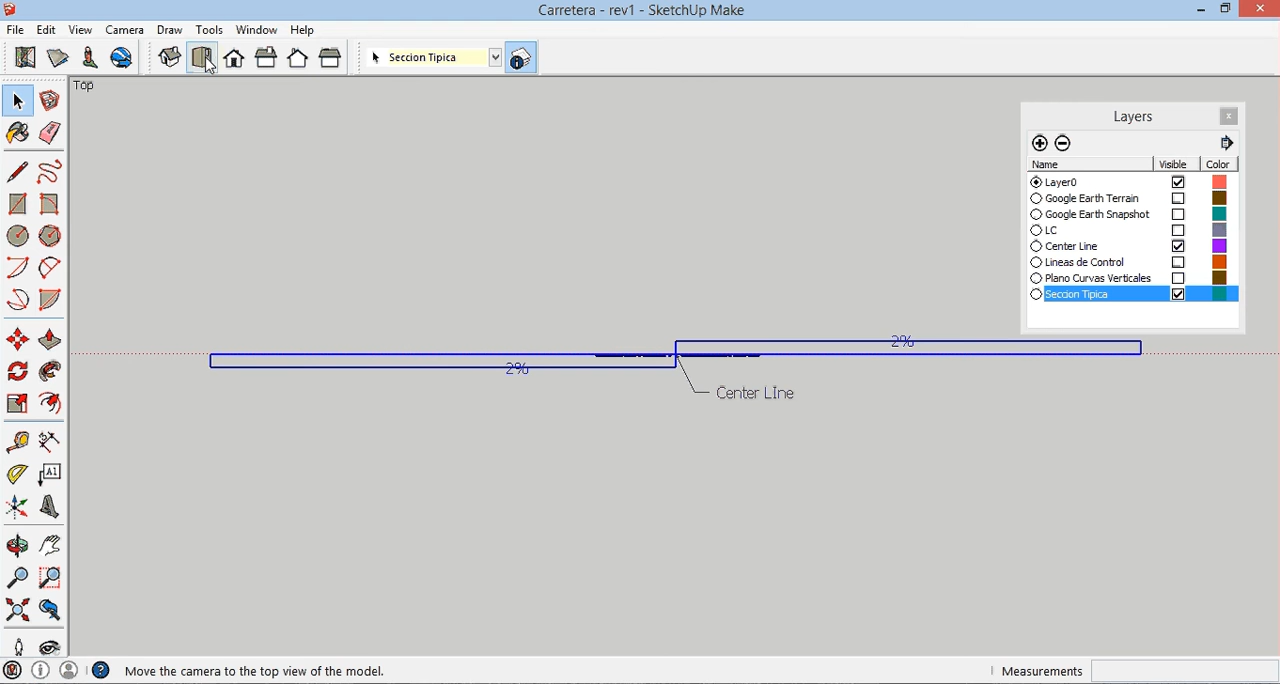 Carretera - rev1 - SketchUp Make
File Edit View Camera Draw Tools Window Help
Seccion Tipica
Top
Layers
Name Visible Color
Layer0
Google Earth Terrain
Google Earth Snapshot
LC
Center Line
Lineas de Control
Plano Curvas Verticales
Seccion Tipica
2%
2%
Center LIne
A1
Move the camera to the top view of the model.
Measurements